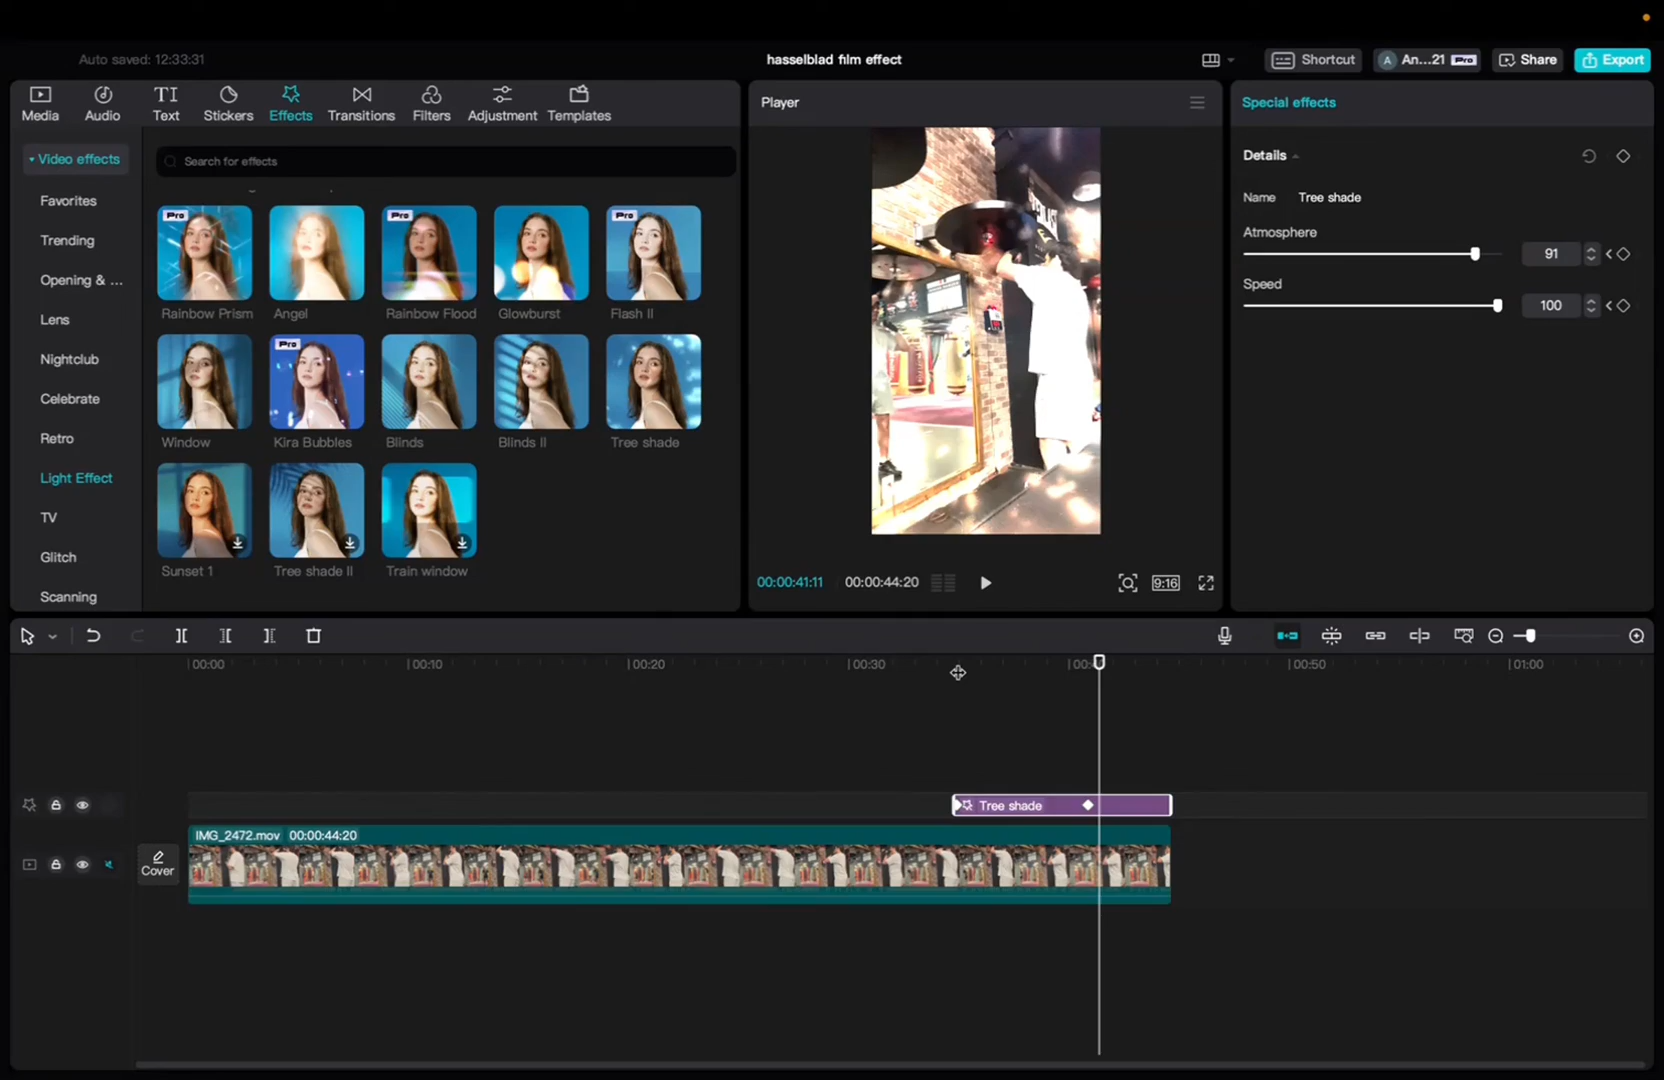 Auto saved: 12:33:31
hasselblad film effect
Shortcut
A An...21 Pro
Share
Export
Media
Audio
TI Text
Stickers
Effects
Transitions
Filters
Adjustment
Templates
Player
Special effects
Video effects
Search for effects
Details
Favorites
Name Tree shade
Trending
Pro
Pro
Pro
Atmosphere
91
Opening & ...
Speed
100
Rainbow Prism
Angel
Rainbow Flood
Glowburst
Flash II
Lens
Pro
Nightclub
Celebrate
Window
Kira Bubbles
Blinds
Blinds II
Tree shade
Retro
Light Effect
TV
Glitch
Sunset 1
Tree shade II
Train window
Scanning
00:00:41:11
00:00:44:20
9:16
00:00
00:10
00:20
00:30
00:50
01:00
Tree shade
IMG_2472.mov 00:00:44:20
Cover